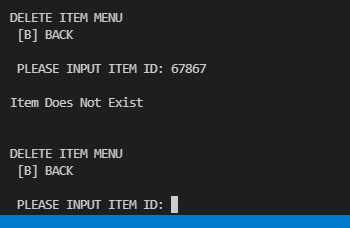 DELETE ITEM MENU
[B] BACK
PLEASE INPUT ITEM ID: 67867
Item Does Not Exist
DELETE ITEM MENU
[B] BACK
PLEASE INPUT ITEM ID: